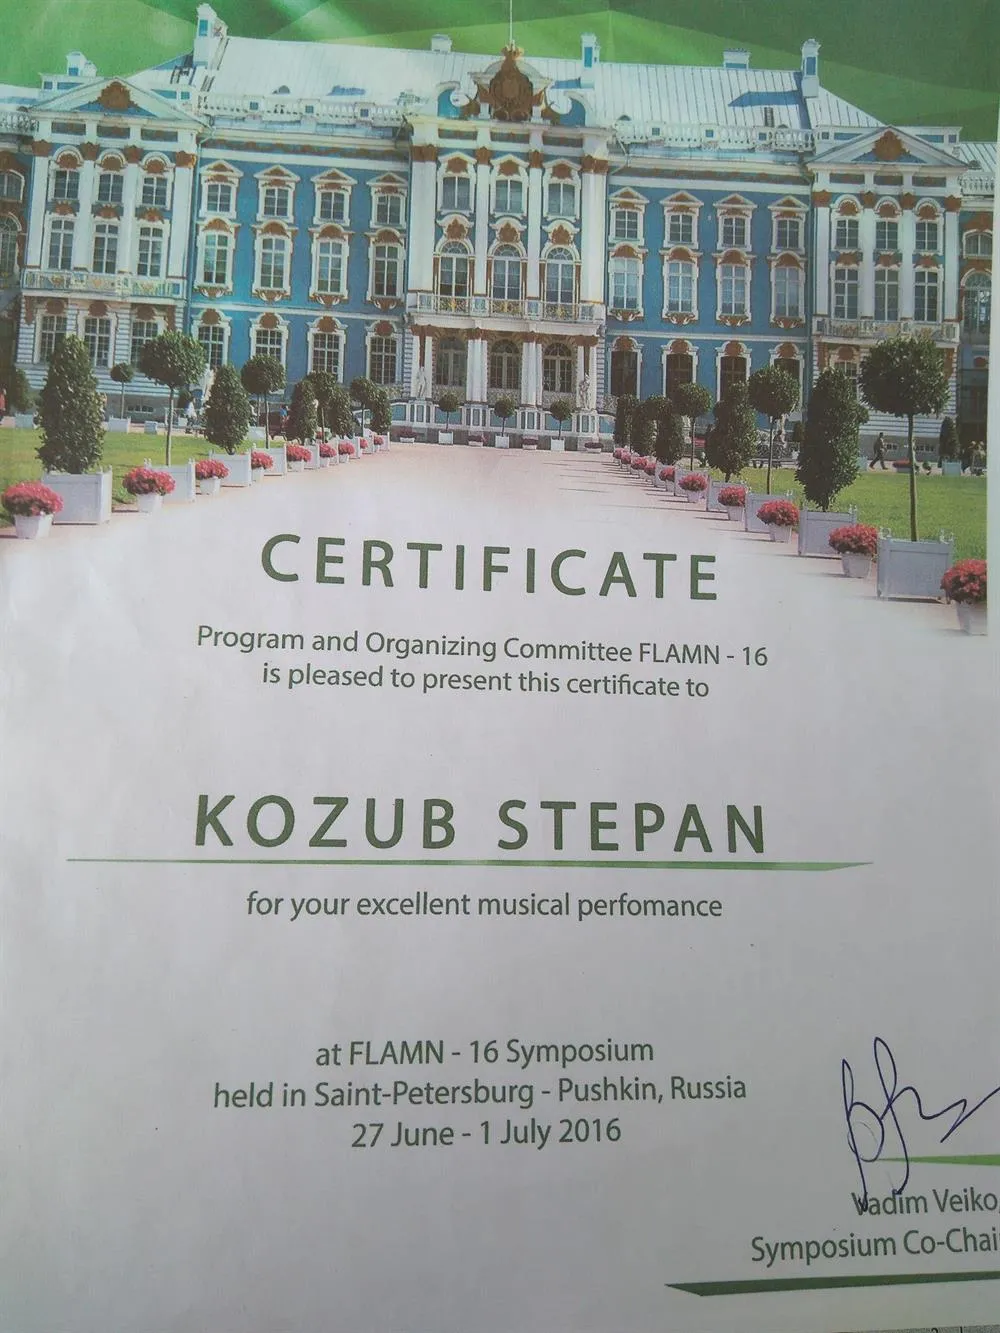 CERTIFICATE
Program and Organizing Committee FLAMN - 16
is pleased to present this certificate to
KOZUB STEPAN
for your excellent musical perfomance
at FLAMN - 16 Symposium
held in Saint-Petersburg - Pushkin, Russia
27 June - 1 July 2016
Vadim Veiko,
Symposium Co-Chai